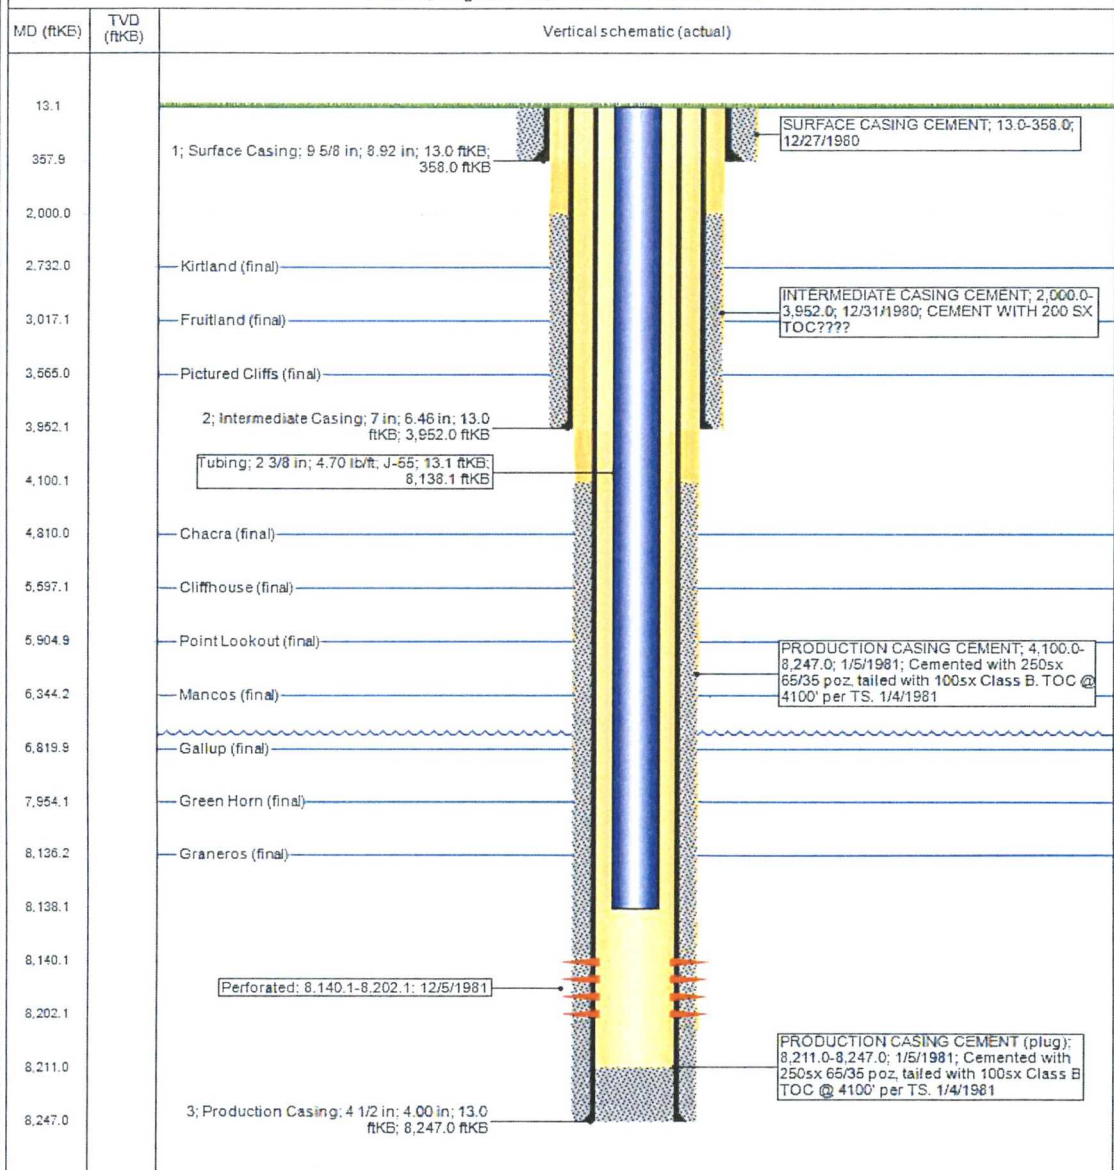 MD (ftKB)
TVD
(ftKB)
Vertical schematic (actual)
13.1
SURFACE CASING CEMENT; 13.0-358.0;
12/27/1980
1; Surface Casing; 9 5/8 in; 8.92 in; 13.0 ftKB;
358.0 ftKB
357.9
2,000.0
2,732.0
Kirtland (final)
INTERMEDIATE CASING CEMENT; 2,000.0-
3,952.0; 12/31/1980; CEMENT WITH 200 SX
TOC????
3,017.1
Fruitland (final)
3,565.0
Pictured Cliffs (final)
2; Intermediate Casing; 7 in; 6.46 in; 13.0
ftKB; 3,952.0 ftKB
3,952.1
Tubing; 2 3/8 in; 4.70 lb/ft; J-55; 13.1 ftKB;
8,138.1 ftKB
4,100.1
4,810.0
Chacra (final)
5,597.1
Cliffhouse (final)
5,904.9
Point Lookout (final)
PRODUCTION CASING CEMENT; 4,100.0-
8,247.0; 1/5/1981; Cemented with 250sx
65/35 poz, tailed with 100sx Class B. TOC @
4100' per TS. 1/4/1981
6,344.2
Mancos (final)
6,819.9
Gallup (final)
7,954.1
Green Horn (final)
8,136.2
Graneros (final)
8,138.1
8,140.1
Perforated; 8,140.1-8,202.1; 12/5/1981
8,202.1
PRODUCTION CASING CEMENT (plug);
8,211.0-8,247.0; 1/5/1981; Cemented with
250sx 65/35 poz, tailed with 100sx Class B
TOC @ 4100' per TS. 1/4/1981
8,211.0
3; Production Casing; 4 1/2 in; 4.00 in; 13.0
ftKB; 8,247.0 ftKB
8,247.0